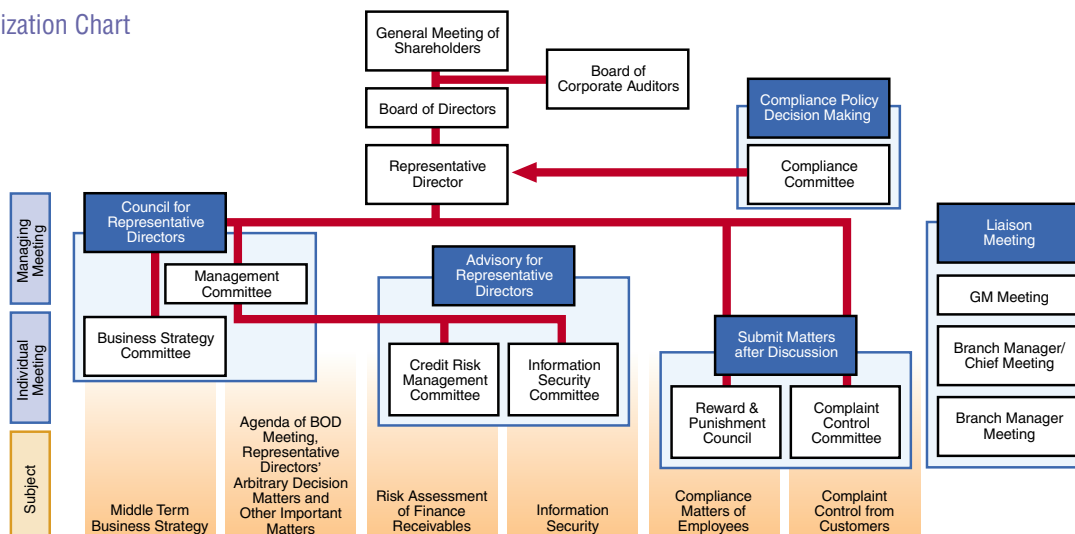 ization Chart
General Meeting of
Shareholders
Board of
Corporate Auditors
Board of Directors
Compliance Policy
Decision Making
Representative
Director
Compliance
Committee
Managing
Meeting
Council for
Representative
Directors
Liaison
Meeting
Management
Committee
Advisory for
Representative
Directors
GM Meeting
Individual
Meeting
Business Strategy
Committee
Submit Matters
after Discussion
Branch Manager/
Chief Meeting
Credit Risk
Management
Committee
Information
Security
Committee
Reward &
Punishment
Council
Complaint
Control
Committee
Branch Manager
Meeting
Subject
Middle Term
Business Strategy
Agenda of BOD
Meeting,
Representative
Directors'
Arbitrary Decision
Matters and
Other Important
Matters
Risk Assessment
of Finance
Receivables
Information
Security
Compliance
Matters of
Employees
Complaint
Control from
Customers